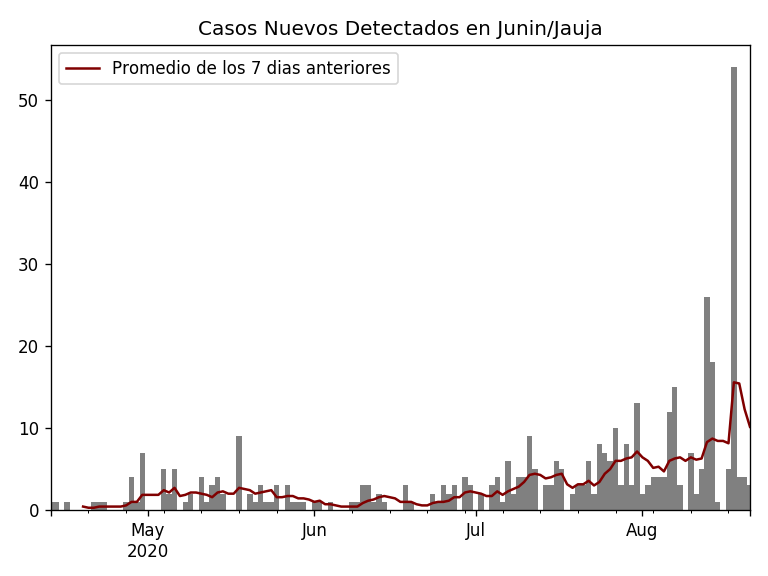 Casos Nuevos Detectados en Junin/Jauja
Promedio de los 7 dias anteriores
50
40
30
20
10
0
May
2020
Jun
Jul
Aug